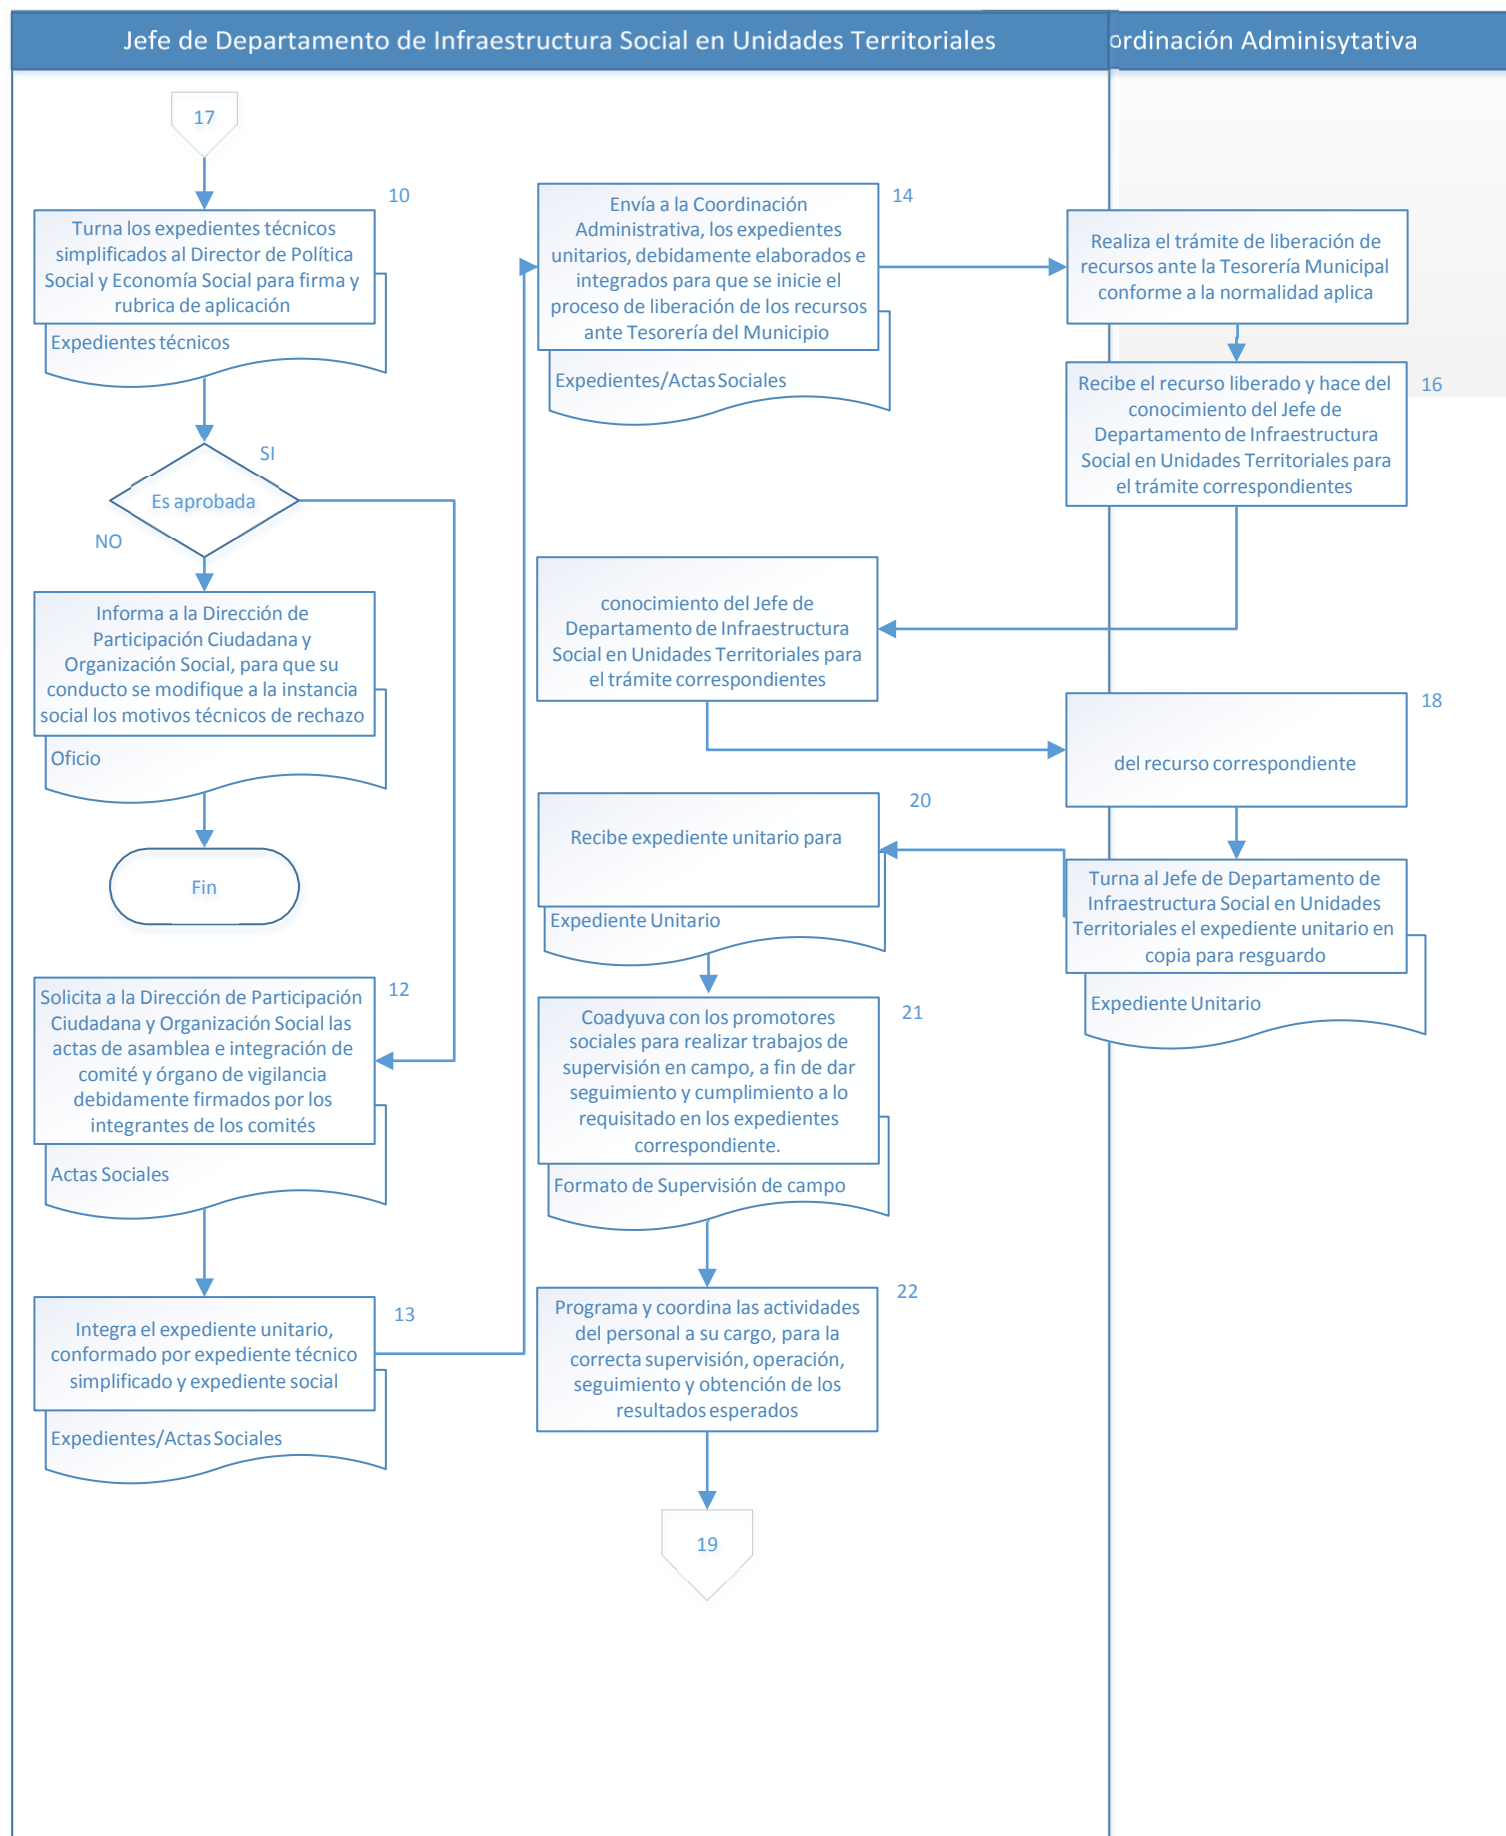 Jefe de Departamento de Infraestructura Social en Unidades Territoriales
ordinación Adminisytativa
17
10
Turna los expedientes técnicos
simplificados al Director de Política
Social y Economía Social para firma y
rubrica de aplicación
Expedientes técnicos
SI
Es aprobada
NO
Informa a la Dirección de
Participación Ciudadana y
Organización Social, para que su
conducto se modifique a la instancia
social los motivos técnicos de rechazo
Oficio
Fin
12
Solicita a la Dirección de Participación
Ciudadana y Organización Social las
actas de asamblea e integración de
comité y órgano de vigilancia
debidamente firmados por los
integrantes de los comités
Actas Sociales
13
Integra el expediente unitario,
conformado por expediente técnico
simplificado y expediente social
Expedientes/Actas Sociales
14
Envía a la Coordinación
Administrativa, los expedientes
unitarios, debidamente elaborados e
integrados para que se inicie el
proceso de liberación de los recursos
ante Tesorería del Municipio
Expedientes/Actas Sociales
Realiza el trámite de liberación de
recursos ante la Tesorería Municipal
conforme a la normalidad aplica
16
Recibe el recurso liberado y hace del
conocimiento del Jefe de
Departamento de Infraestructura
Social en Unidades Territoriales para
el trámite correspondientes
conocimiento del Jefe de
Departamento de Infraestructura
Social en Unidades Territoriales para
el trámite correspondientes
18
del recurso correspondiente
Turna al Jefe de Departamento de
Infraestructura Social en Unidades
Territoriales el expediente unitario en
copia para resguardo
Expediente Unitario
20
Recibe expediente unitario para
Expediente Unitario
21
Coadyuva con los promotores
sociales para realizar trabajos de
supervisión en campo, a fin de dar
seguimiento y cumplimiento a lo
requisitado en los expedientes
correspondiente.
Formato de Supervisión de campo
22
Programa y coordina las actividades
del personal a su cargo, para la
correcta supervisión, operación,
seguimiento y obtención de los
resultados esperados
19